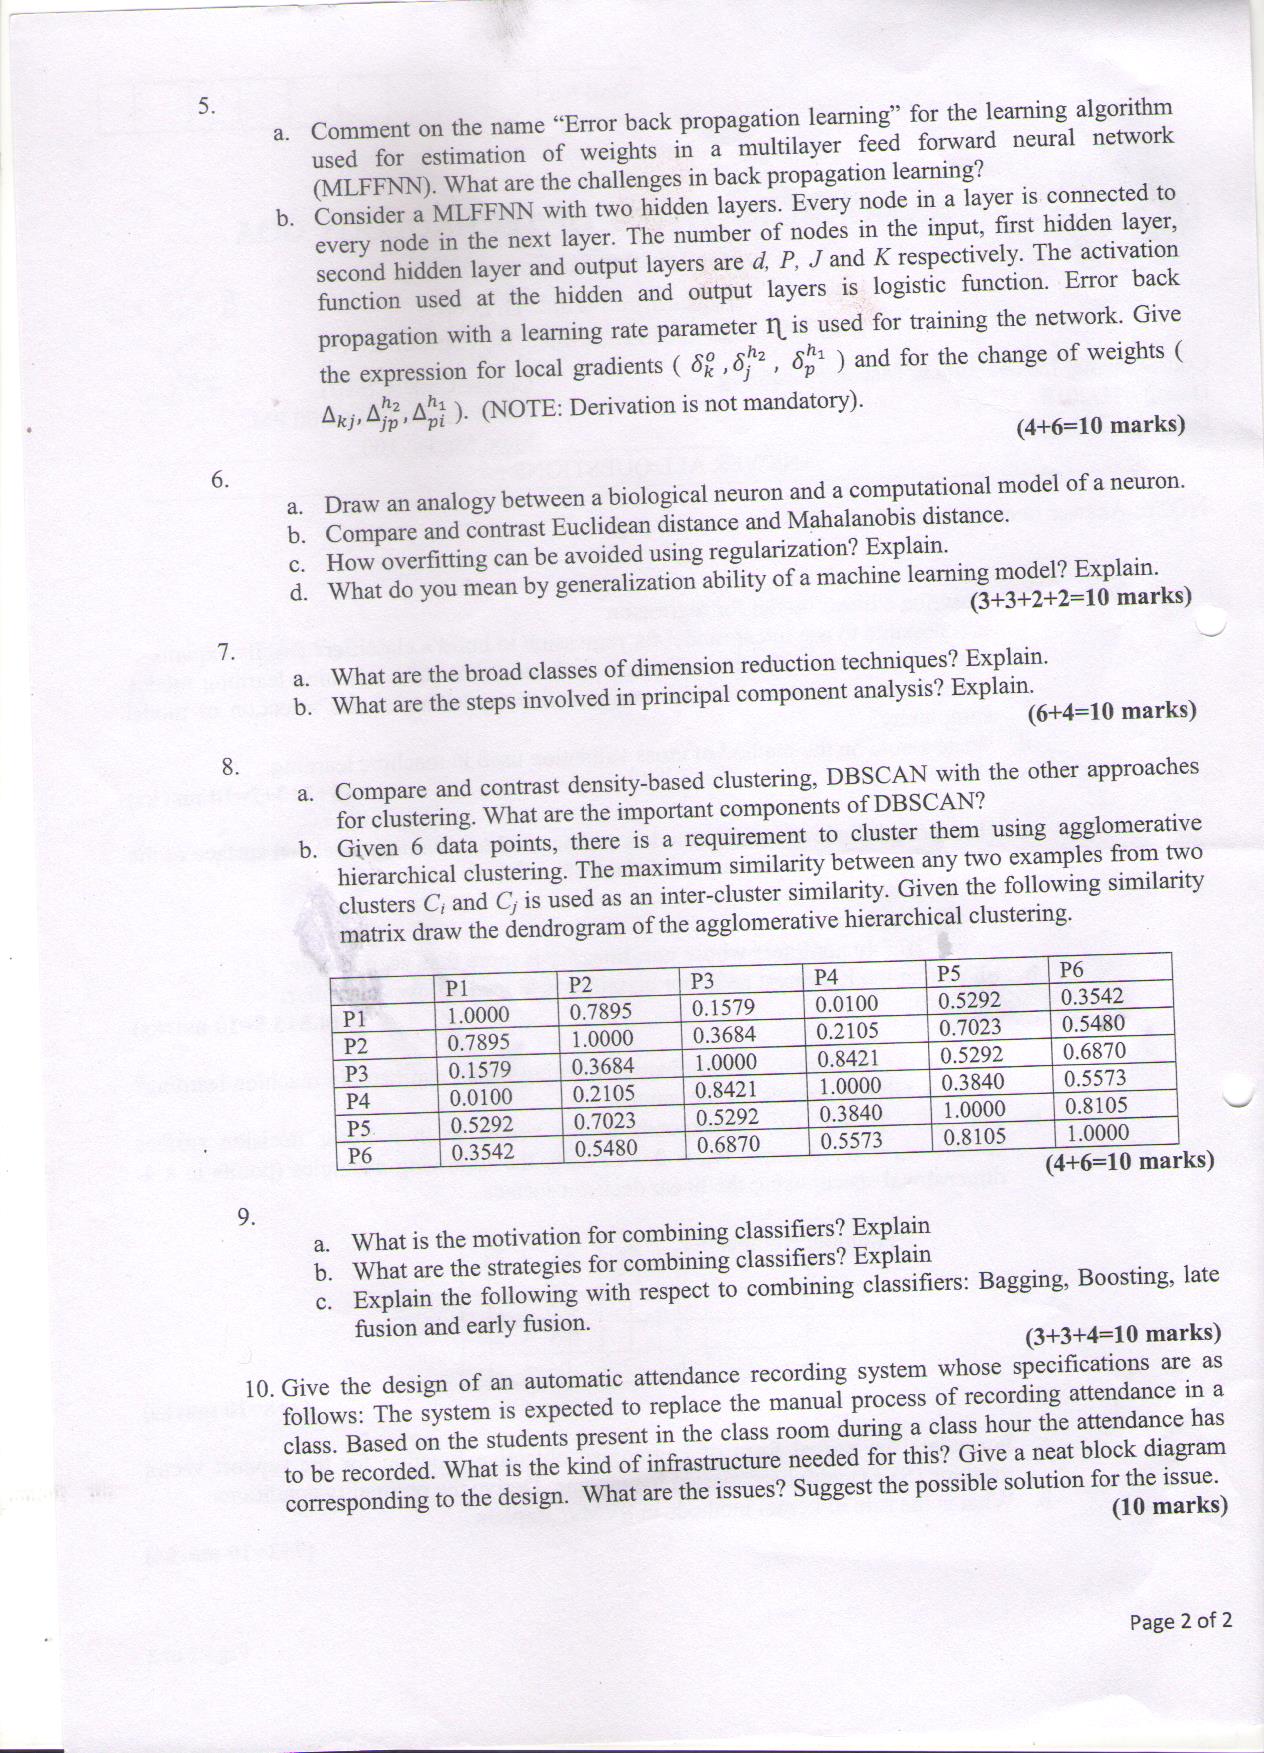 5.
a. Comment on the name “Error back propagation learning” for the learning algorithm
used for estimation of weights in a multilayer feed forward neural network
(MLFFNN). What are the challenges in back propagation learning?
b. Consider a MLFFNN with two hidden layers. Every node in a layer is connected to
every node in the next layer. The number of nodes in the input, first hidden layer,
second hidden layer and output layers are d, P, J and K respectively. The activation
function used at the hidden and output layers is logistic function. Error back
propagation with a learning rate parameter η is used for training the network. Give
the expression for local gradients ( δₖᵒ , δⱼʰ² , δₚʰ¹ ) and for the change of weights (
Δkj, Δjpʰ², Δpiʰ¹ ). (NOTE: Derivation is not mandatory).
(4+6=10 marks)
6.
a. Draw an analogy between a biological neuron and a computational model of a neuron.
b. Compare and contrast Euclidean distance and Mahalanobis distance.
c. How overfitting can be avoided using regularization? Explain.
d. What do you mean by generalization ability of a machine learning model? Explain.
(3+3+2+2=10 marks)
7.
a. What are the broad classes of dimension reduction techniques? Explain.
b. What are the steps involved in principal component analysis? Explain.
(6+4=10 marks)
8.
a. Compare and contrast density-based clustering, DBSCAN with the other approaches
for clustering. What are the important components of DBSCAN?
b. Given 6 data points, there is a requirement to cluster them using agglomerative
hierarchical clustering. The maximum similarity between any two examples from two
clusters Cᵢ and Cⱼ is used as an inter-cluster similarity. Given the following similarity
matrix draw the dendrogram of the agglomerative hierarchical clustering.
P1 P2 P3 P4 P5 P6
P1 1.0000 0.7895 0.1579 0.0100 0.5292 0.3542
P2 0.7895 1.0000 0.3684 0.2105 0.7023 0.5480
P3 0.1579 0.3684 1.0000 0.8421 0.5292 0.6870
P4 0.0100 0.2105 0.8421 1.0000 0.3840 0.5573
P5 0.5292 0.7023 0.5292 0.3840 1.0000 0.8105
P6 0.3542 0.5480 0.6870 0.5573 0.8105 1.0000
(4+6=10 marks)
9.
a. What is the motivation for combining classifiers? Explain
b. What are the strategies for combining classifiers? Explain
c. Explain the following with respect to combining classifiers: Bagging, Boosting, late
fusion and early fusion.
(3+3+4=10 marks)
10. Give the design of an automatic attendance recording system whose specifications are as
follows: The system is expected to replace the manual process of recording attendance in a
class. Based on the students present in the class room during a class hour the attendance has
to be recorded. What is the kind of infrastructure needed for this? Give a neat block diagram
corresponding to the design. What are the issues? Suggest the possible solution for the issue.
(10 marks)
Page 2 of 2